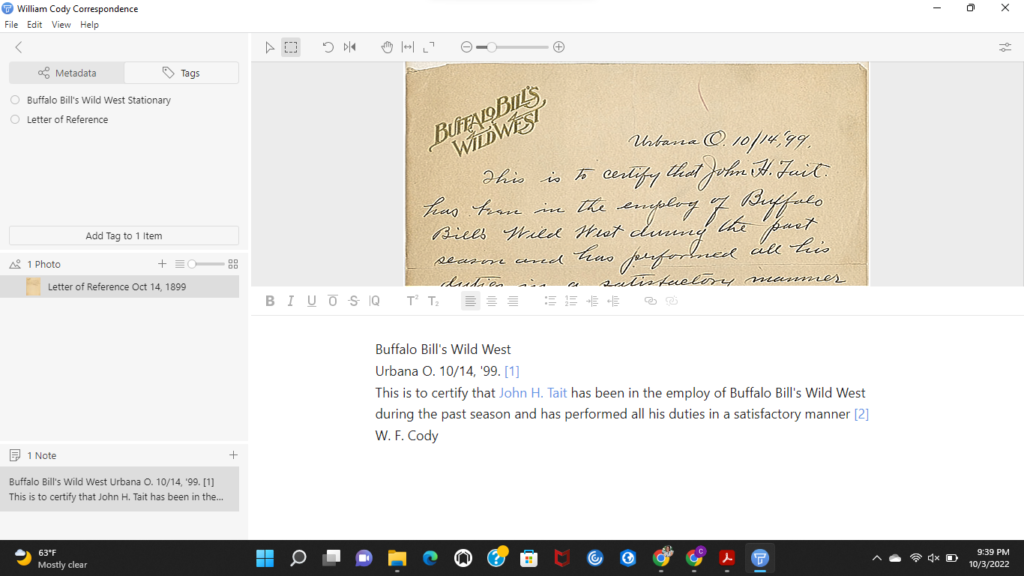 William Cody Correspondence
File Edit View Help
Metadata
Tags
Buffalo Bill's Wild West Stationary
Letter of Reference
Add Tag to 1 Item
1 Photo
Letter of Reference Oct 14, 1899
1 Note
Buffalo Bill's Wild West Urbana O. 10/14, '99. [1]
This is to certify that John H. Tait has been in the...
BUFFALO BILL'S
WILD WEST
Urbana O. 10/14, '99.
This is to certify that John H. Tait.
has been in the employ of Buffalo
Bills Wild West during the past
season and has performed all his
duties in a satisfactory manner
B I U O S Q T² T₂
Buffalo Bill's Wild West
Urbana O. 10/14, '99. [1]
This is to certify that John H. Tait has been in the employ of Buffalo Bill's Wild West
during the past season and has performed all his duties in a satisfactory manner [2]
W. F. Cody
63°F
Mostly clear
9:39 PM
10/3/2022